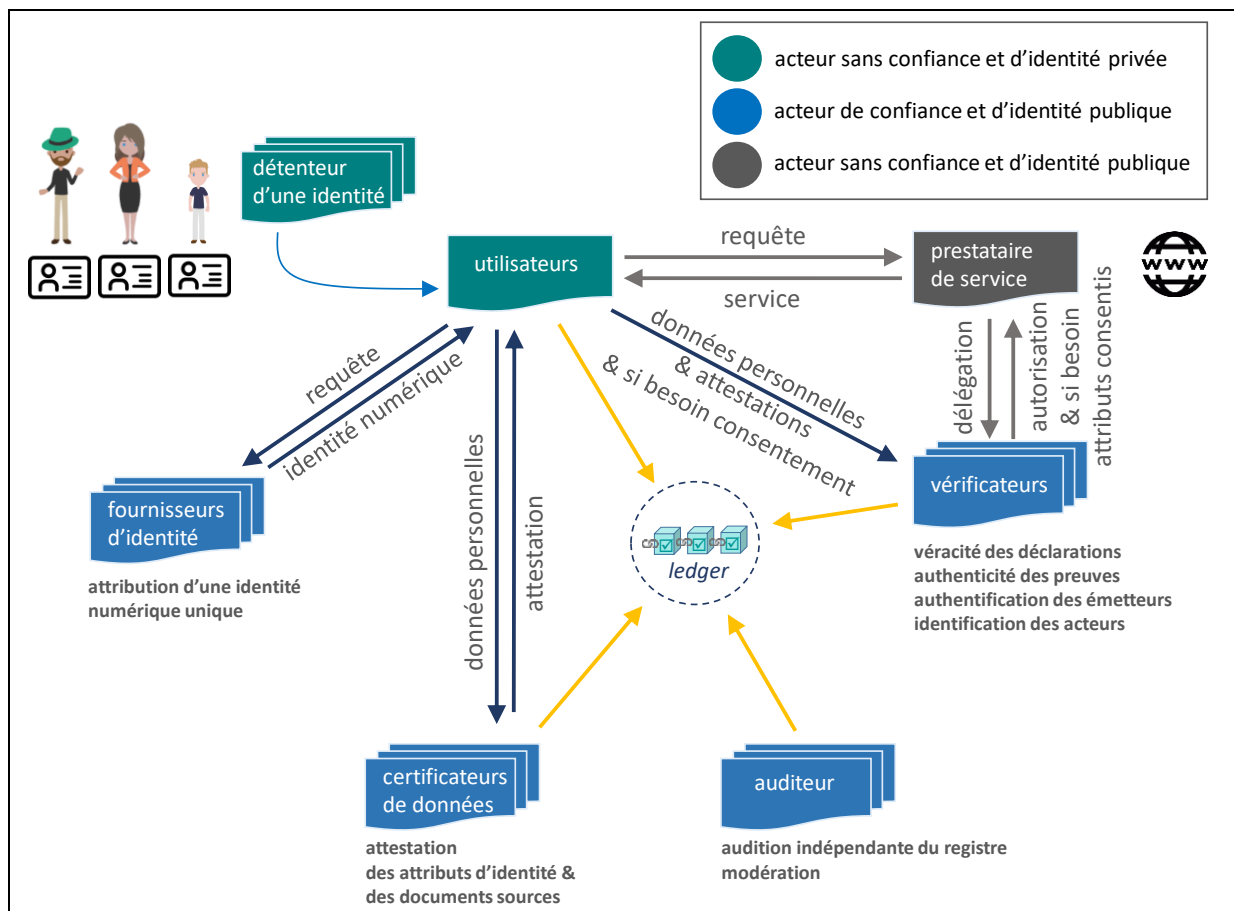 acteur sans confiance et d’identité privée
acteur de confiance et d’identité publique
acteur sans confiance et d’identité publique
détenteur
d’une identité
utilisateurs
requête
service
prestataire
de service
www
requête
identité numérique
données personnelles
attestation
données personnelles
& attestations
& si besoin consentement
délégation
autorisation
& si besoin
attributs consentis
fournisseurs
d’identité
attribution d’une identité
numérique unique
ledger
vérificateurs
véracité des déclarations
authenticité des preuves
authentification des émetteurs
identification des acteurs
certificateurs
de données
attestation
des attributs d’identité &
des documents sources
auditeur
audition indépendante du registre
modération